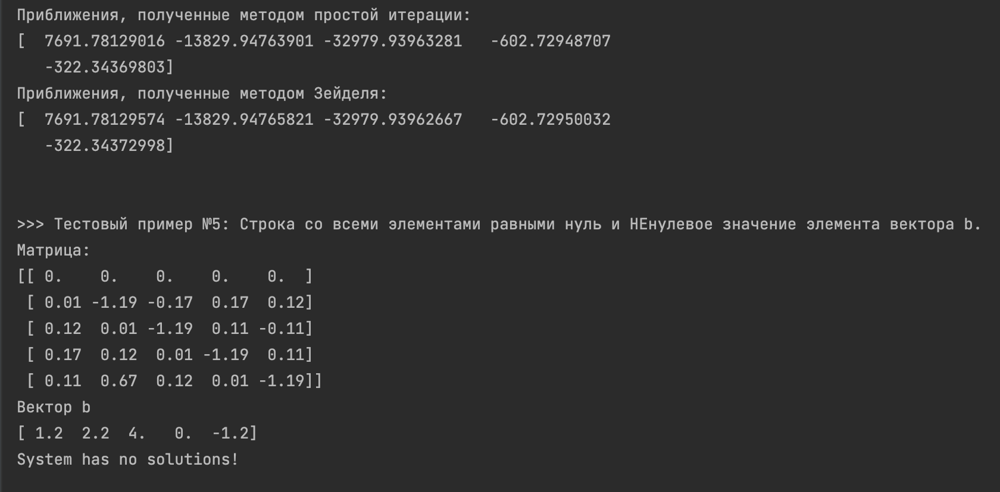 Приближения, полученные методом простой итерации:
[  7691.78129016 -13829.94763901 -32979.93963281   -602.72948707
   -322.34369803]
Приближения, полученные методом Зейделя:
[  7691.78129574 -13829.94765821 -32979.93962667   -602.72950032
   -322.34372998]
>>> Тестовый пример №5: Строка со всеми элементами равными нуль и НЕнулевое значение элемента вектора b.
Матрица:
[[ 0.    0.    0.    0.    0.  ]
 [ 0.01 -1.19 -0.17  0.17  0.12]
 [ 0.12  0.01 -1.19  0.11 -0.11]
 [ 0.17  0.12  0.01 -1.19  0.11]
 [ 0.11  0.67  0.12  0.01 -1.19]]
Вектор b
[ 1.2  2.2  4.   0.  -1.2]
System has no solutions!